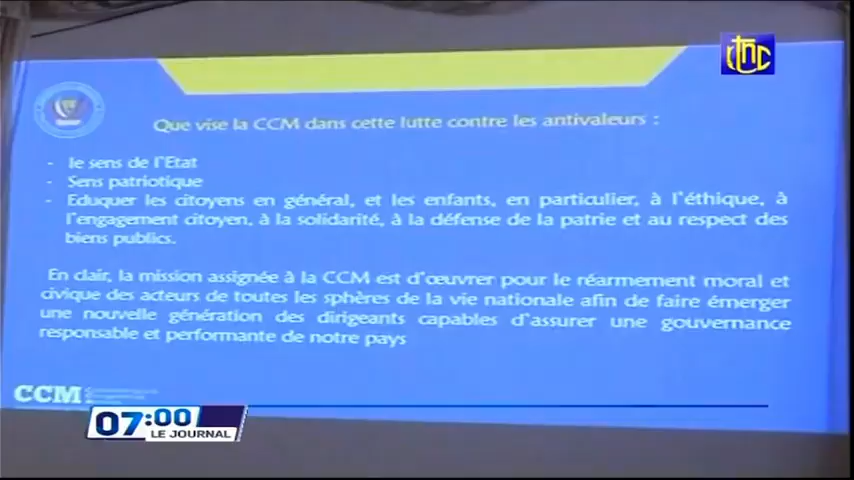 rtnc
Que vise la CCM dans cette lutte contre les antivaleurs :
- le sens de l'Etat
- Sens patriotique
- Eduquer les citoyens en général, et les enfants, en particulier, à l'éthique, à
l'engagement citoyen, à la solidarité, à la défense de la patrie et au respect des
biens publics.
En clair, la mission assignée à la CCM est d'œuvrer pour le réarmement moral et
civique des acteurs de toutes les sphères de la vie nationale afin de faire émerger
une nouvelle génération des dirigeants capables d'assurer une gouvernance
responsable et performante de notre pays
CCM
07:00
LE JOURNAL